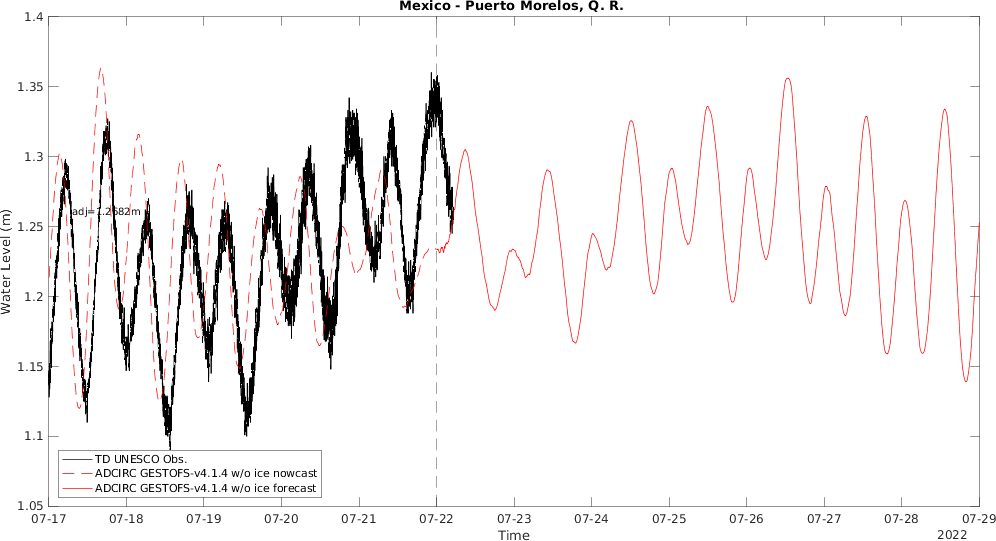 Mexico - Puerto Morelos, Q. R.
1.4
1.35
1.3
1.25
1.2
1.15
1.1
1.05
Water Level (m)
adj=1.2682m
TD UNESCO Obs.
ADCIRC GESTOFS-v4.1.4 w/o ice nowcast
ADCIRC GESTOFS-v4.1.4 w/o ice forecast
07-17 07-18 07-19 07-20 07-21 07-22 07-23 07-24 07-25 07-26 07-27 07-28 07-29
Time
2022